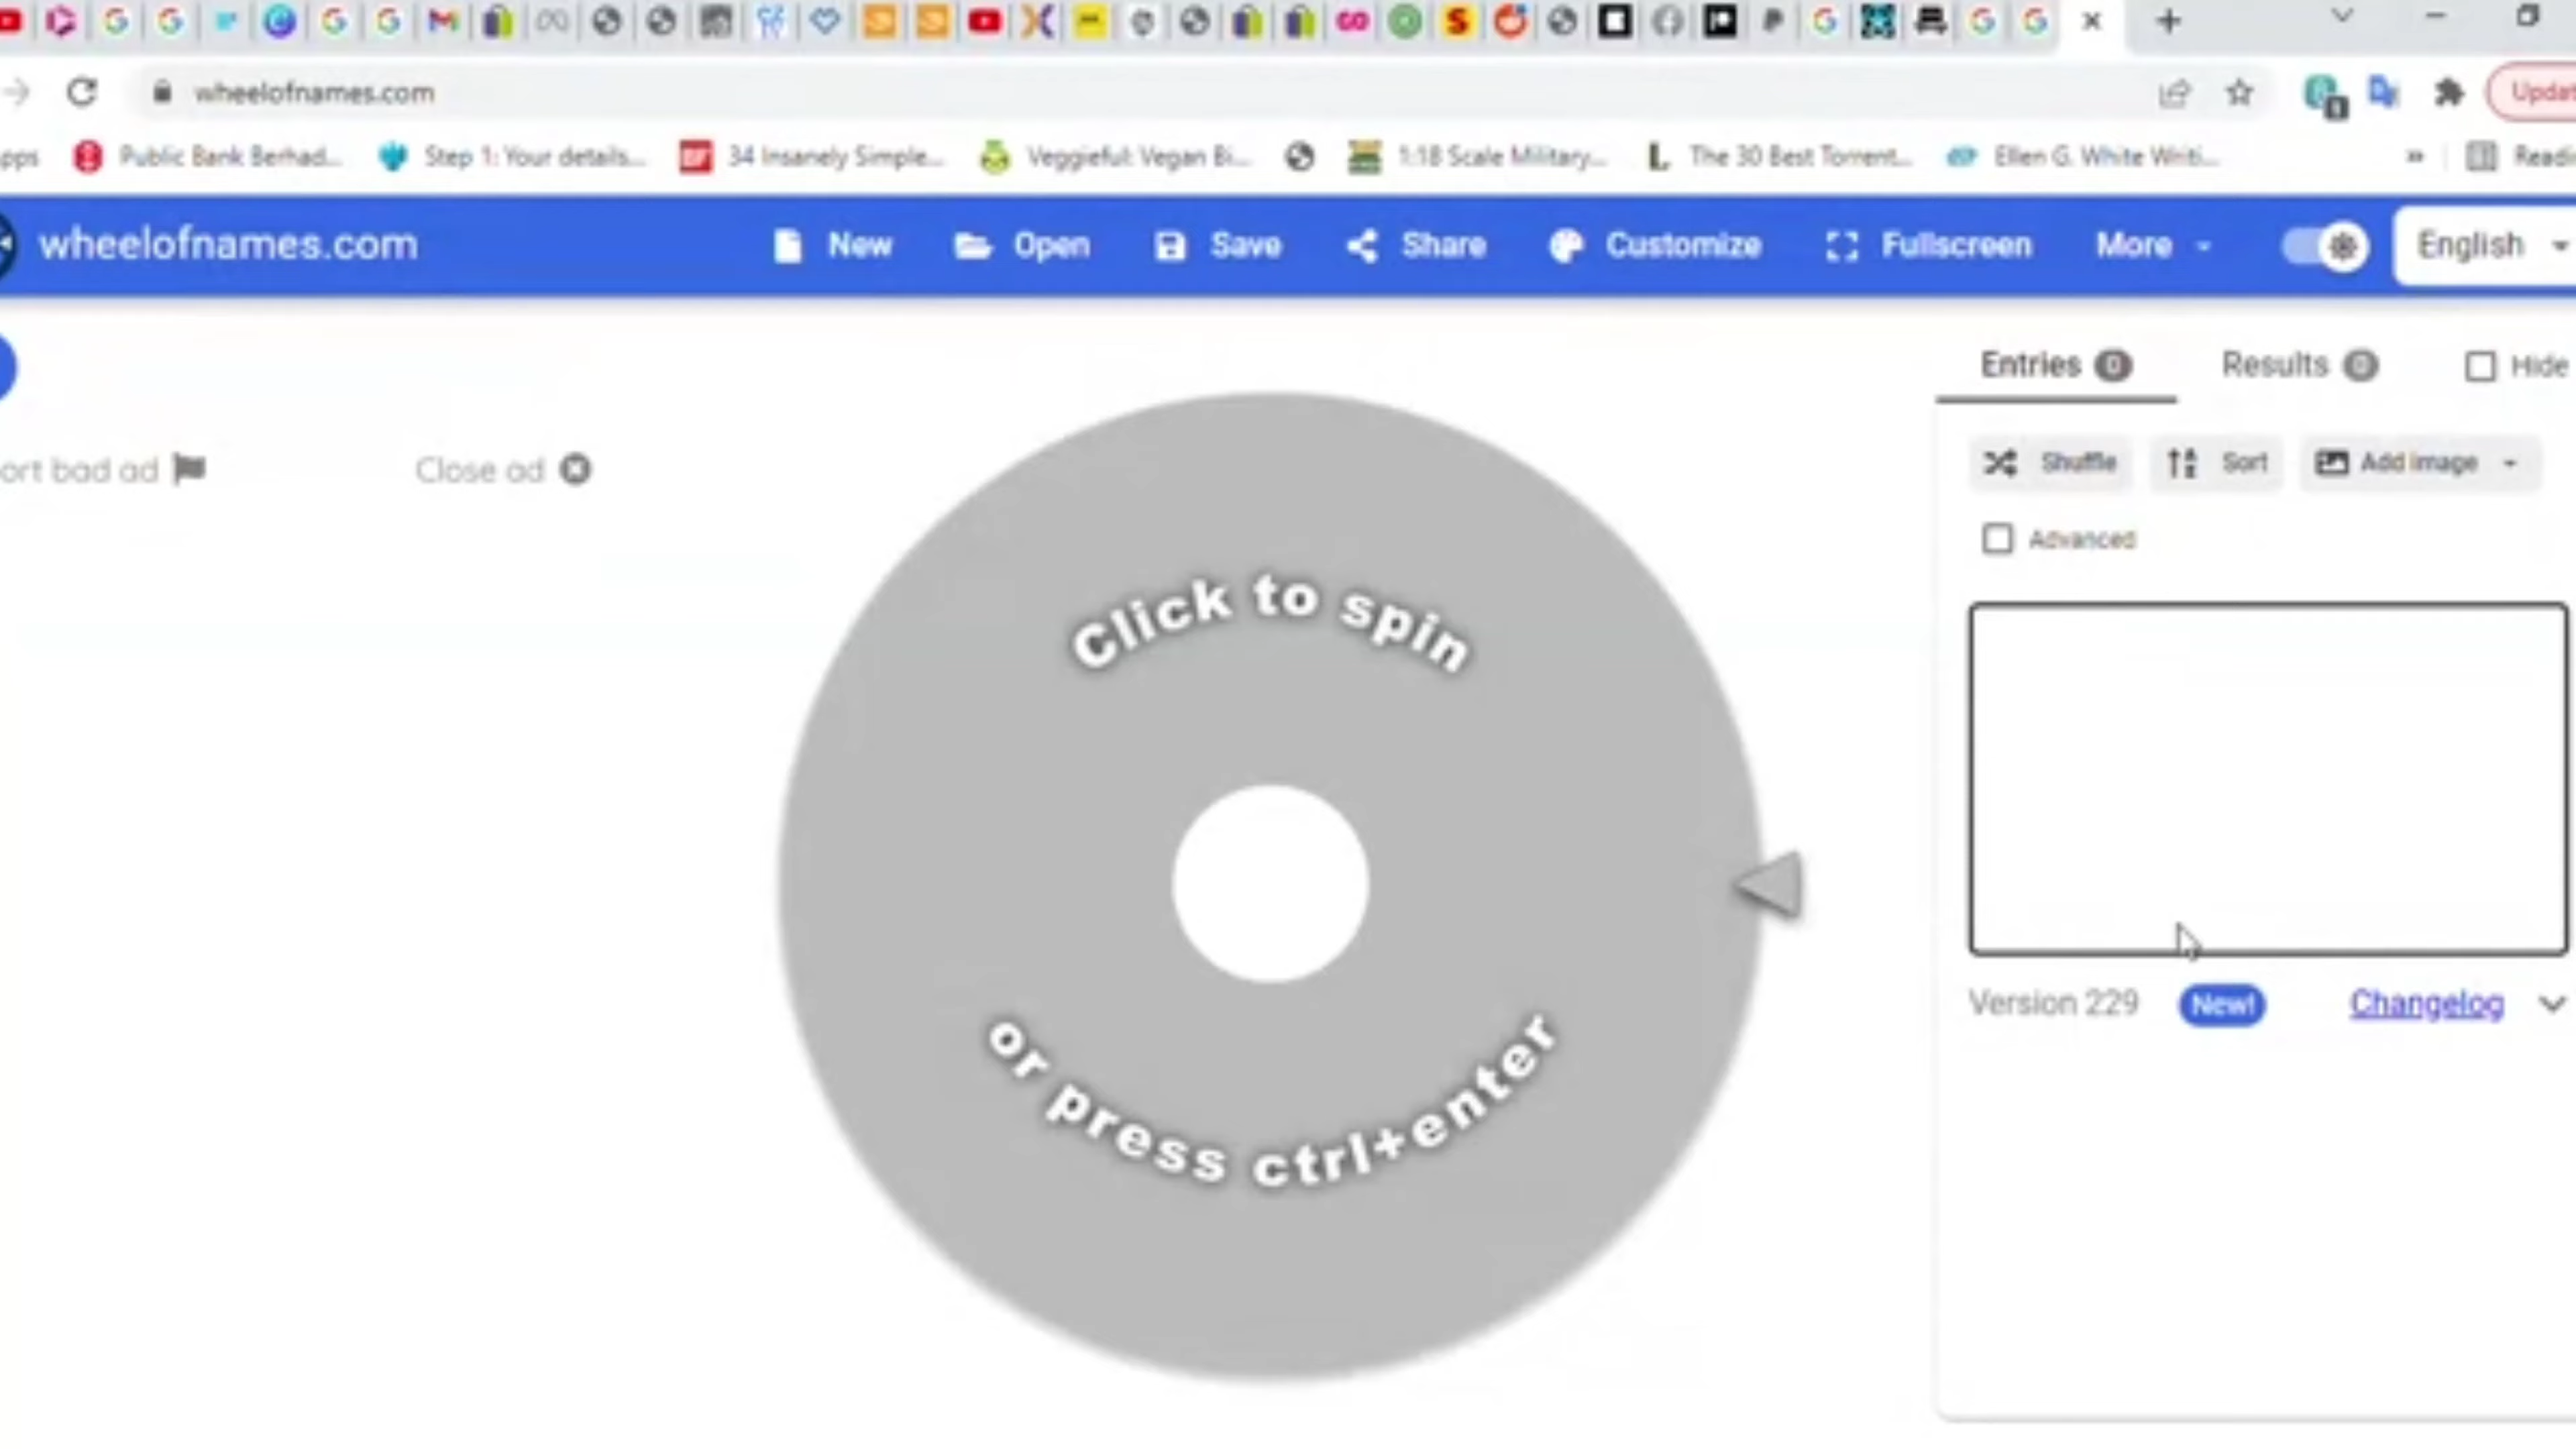 wheelofnames.com
Updat
pps Public Bank Berhad... Step 1: Your details... 34 Insanely Simple... Veggieful: Vegan Bi... 1:18 Scale Military... The 30 Best Torrent... Ellen G. White Writi... » Readi
wheelofnames.com New Open Save Share Customize Fullscreen More English
Entries 0 Results 0 Hide
ort bad ad Close ad
Shuffle Sort Add image
Advanced
Click to spin
or press ctrl+enter
Version 229 New! Changelog